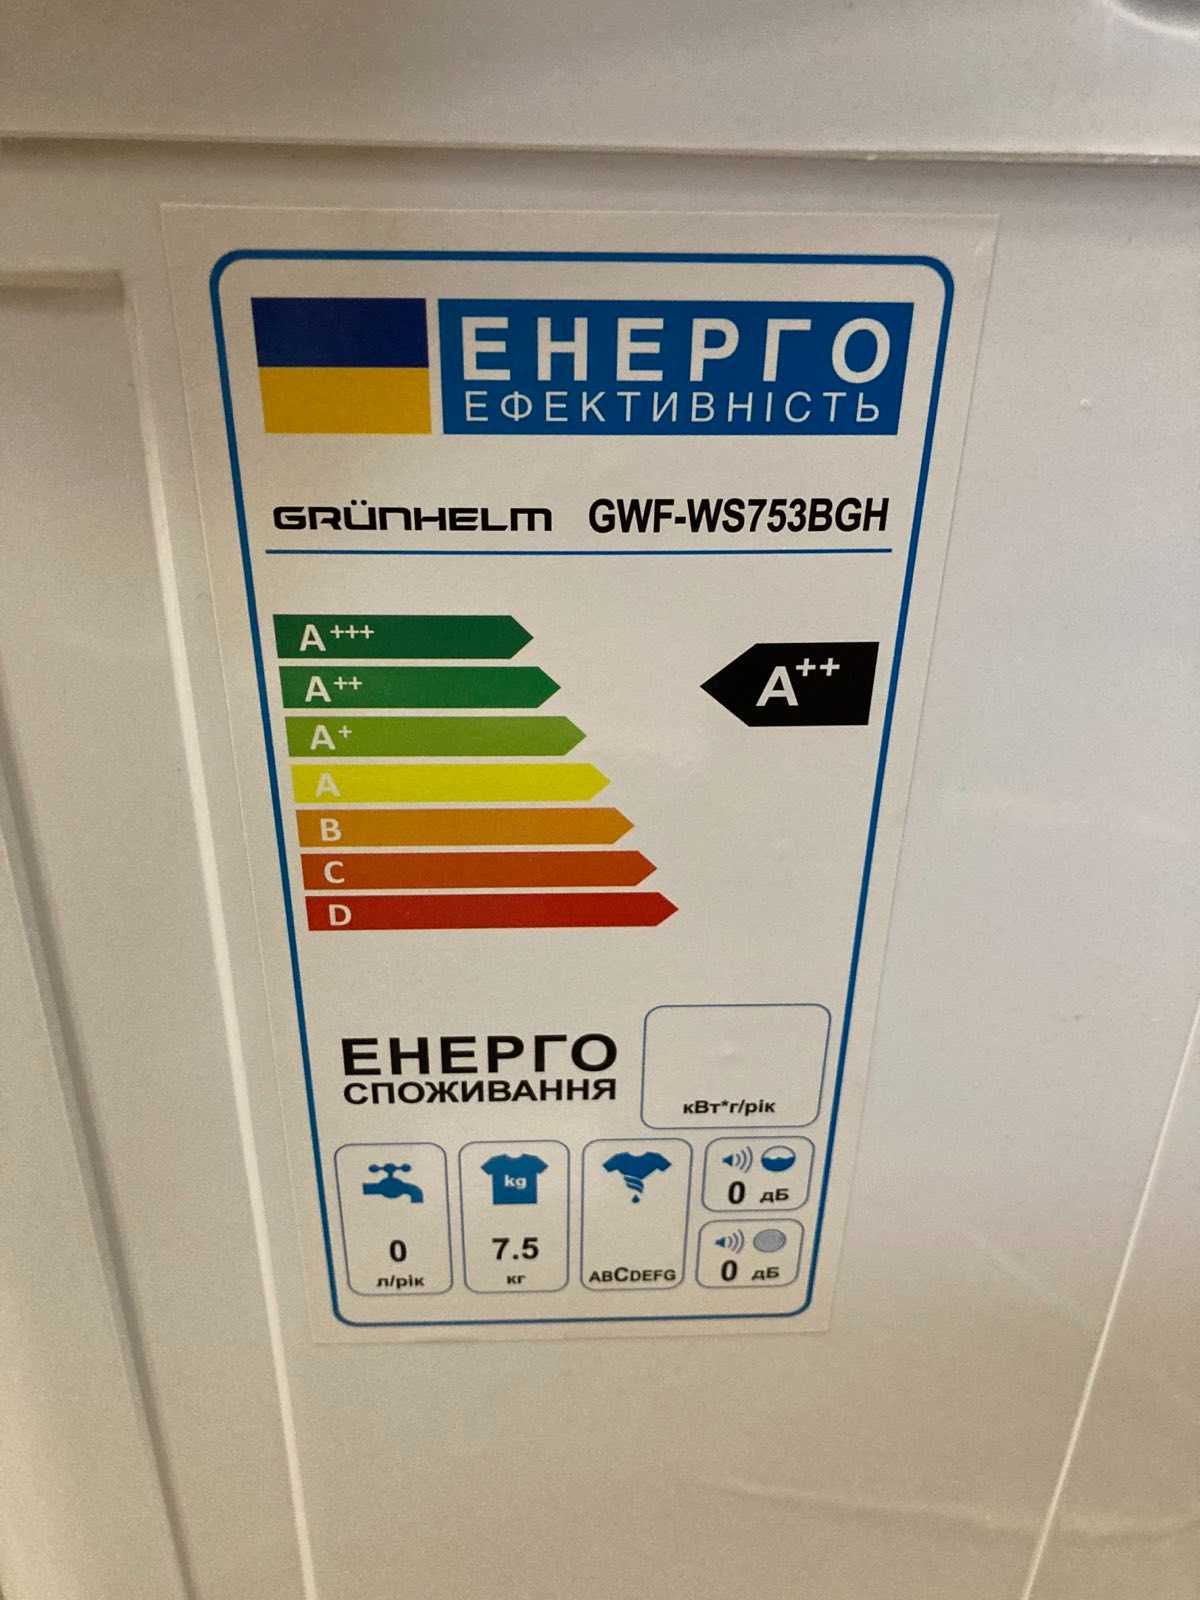 ЕНЕРГО
ЕФЕКТИВНІСТЬ
GRÜNHELM GWF-WS753BGH
A+++
A++
A++
A+
A
B
C
D
ЕНЕРГО
СПОЖИВАННЯ
кВт*г/рік
0
л/рік
kg
7.5
кг
ABCDEFG
0 дБ
0 дБ